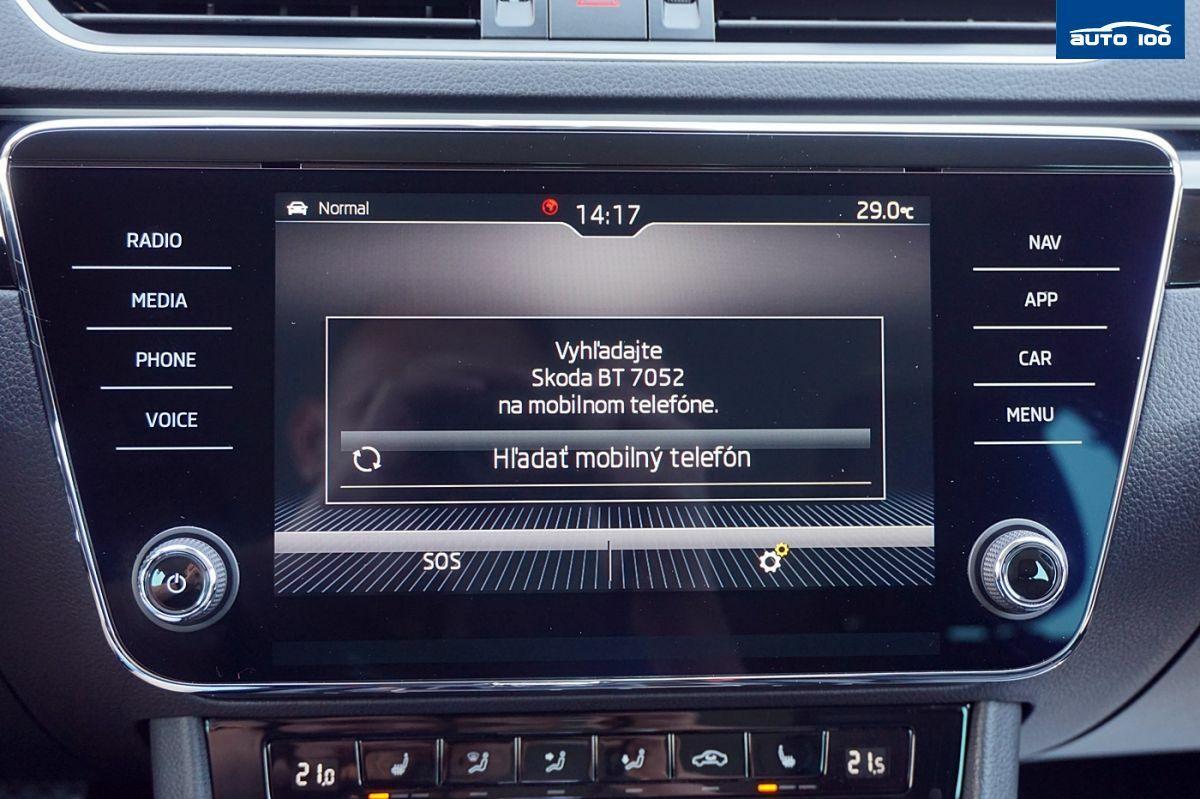 AUTO 100
Normal
14:17
29.0°C
RADIO
MEDIA
PHONE
VOICE
NAV
APP
CAR
MENU
Vyhľadajte
Skoda BT 7052
na mobilnom telefóne.
Hľadať mobilný telefón
SOS
21.0
21.5